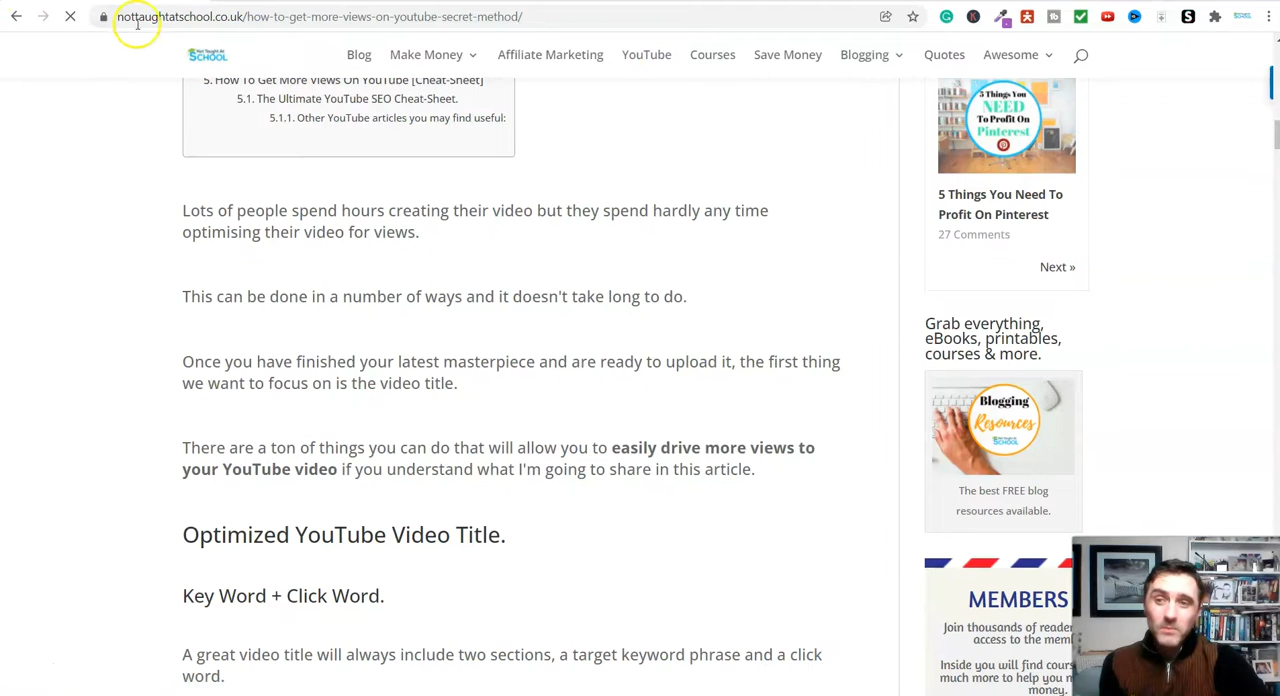 nottaughtatschool.co.uk/how-to-get-more-views-on-youtube-secret-method/
Not Taught At
SCHOOL
Blog Make Money Affiliate Marketing YouTube Courses Save Money Blogging Quotes Awesome
5. How To Get More Views On YouTube [Cheat-Sheet]
5.1. The Ultimate YouTube SEO Cheat-Sheet.
5.1.1. Other YouTube articles you may find useful:
Lots of people spend hours creating their video but they spend hardly any time
optimising their video for views.
This can be done in a number of ways and it doesn't take long to do.
Once you have finished your latest masterpiece and are ready to upload it, the first thing
we want to focus on is the video title.
There are a ton of things you can do that will allow you to easily drive more views to
your YouTube video if you understand what I'm going to share in this article.
Optimized YouTube Video Title.
Key Word + Click Word.
A great video title will always include two sections, a target keyword phrase and a click
word.
5 Things You
NEED
To Profit On
Pinterest
5 Things You Need To
Profit On Pinterest
27 Comments
Next »
Grab everything,
eBooks, printables,
courses & more.
Blogging
Resources
The best FREE blog
resources available.
MEMBERS
Join thousands of reade
access to the mem
Inside you will find cour
much more to help you
money.